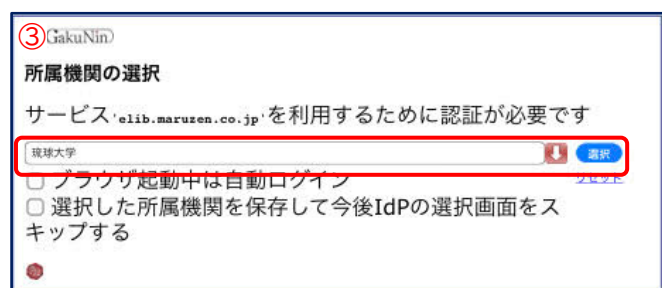 ③GakuNin
所属機関の選択
サービス'elib.maruzen.co.jp'を利用するために認証が必要です
琉球大学 選択
ブラウザ起動中は自動ログイン リセット
選択した所属機関を保存して今後IdPの選択画面をス
キップする